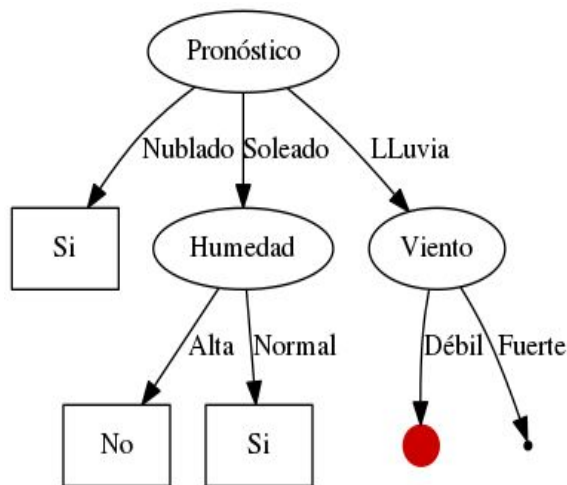 Pronóstico
Nublado
Soleado
LLuvia
Si
Humedad
Viento
Alta
Normal
Débil
Fuerte
No
Si